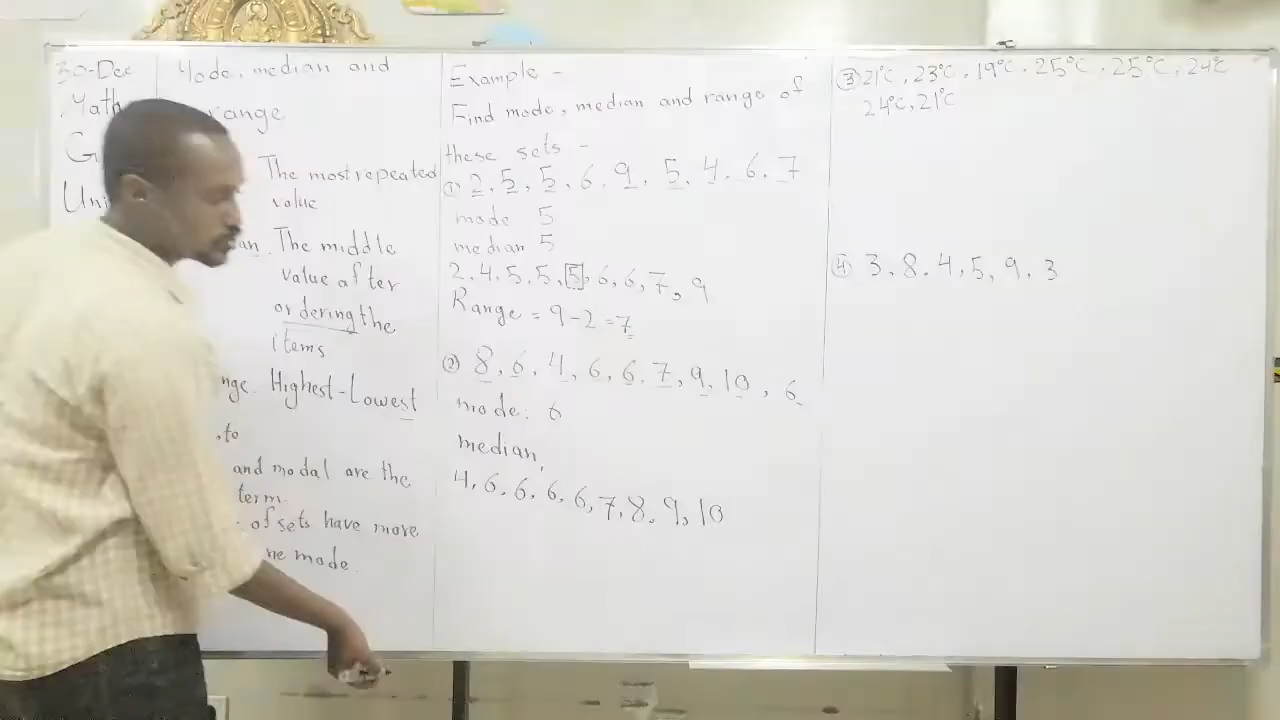 30-Dec
Math
G
Uni
Mode, median and
range
The most repeated
value
an. The middle
value after
ordering the
items
nge. Highest-Lowest
to
and modal are the
term.
of sets have more
ne mode.
Example -
Find mode, median and range of
these sets -
① 2, 5, 5, 6, 9, 5, 4, 6, 7
mode 5
median 5
2, 4, 5, 5, 5, 6, 6, 7, 9
Range = 9-2=7
② 8, 6, 4, 6, 6, 7, 9, 10, 6
mode: 6
median,
4, 6, 6, 6, 6, 7, 8, 9, 10
③ 21°C, 23°C, 19°C, 25°C, 25°C, 24°C
24°C, 21°C
④ 3, 8, 4, 5, 9, 3